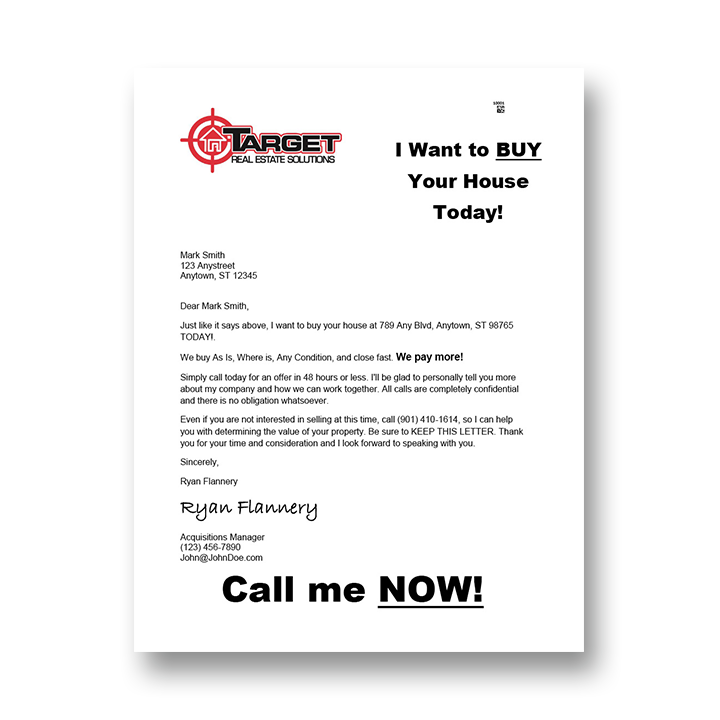 TARGET
REAL ESTATE SOLUTIONS
10001
I Want to BUY
Your House
Today!
Mark Smith
123 Anystreet
Anytown, ST 12345
Dear Mark Smith,
Just like it says above, I want to buy your house at 789 Any Blvd, Anytown, ST 98765
TODAY!.
We buy As Is, Where is, Any Condition, and close fast. We pay more!
Simply call today for an offer in 48 hours or less. I'll be glad to personally tell you more
about my company and how we can work together. All calls are completely confidential
and there is no obligation whatsoever.
Even if you are not interested in selling at this time, call (901) 410-1614, so I can help
you with determining the value of your property. Be sure to KEEP THIS LETTER. Thank
you for your time and consideration and I look forward to speaking with you.
Sincerely,
Ryan Flannery
Ryan Flannery
Acquisitions Manager
(123) 456-7890
John@JohnDoe.com
Call me NOW!